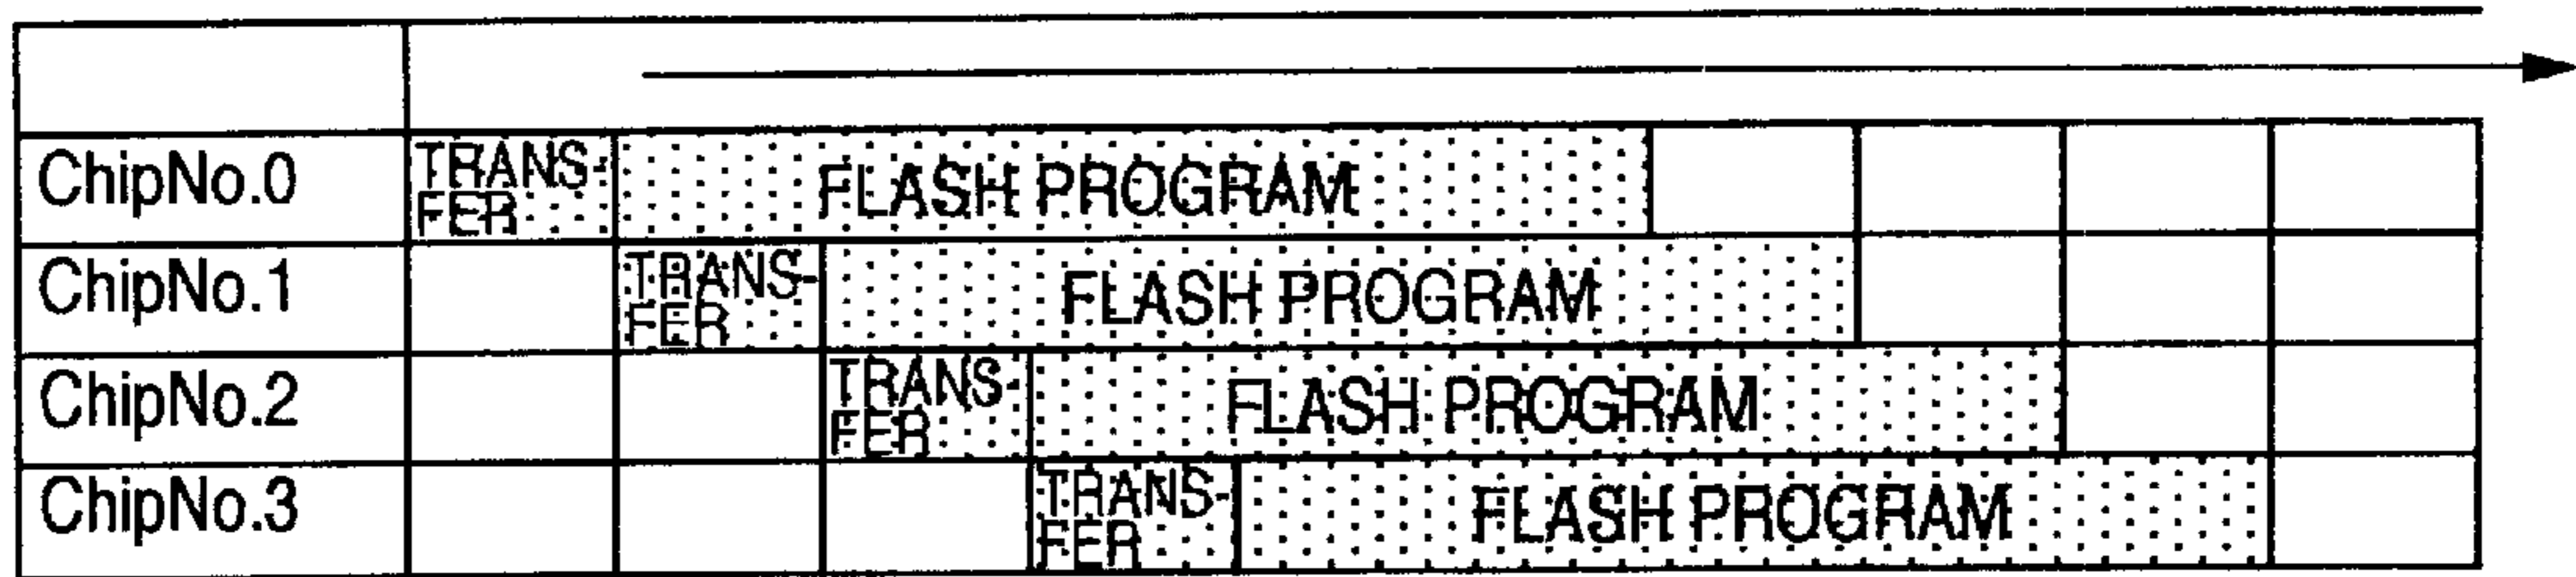 ChipNo.0
TRANS-
FER
FLASH PROGRAM
ChipNo.1
TRANS-
FER
FLASH PROGRAM
ChipNo.2
TRANS-
FER
FLASH PROGRAM
ChipNo.3
TRANS-
FER
FLASH PROGRAM